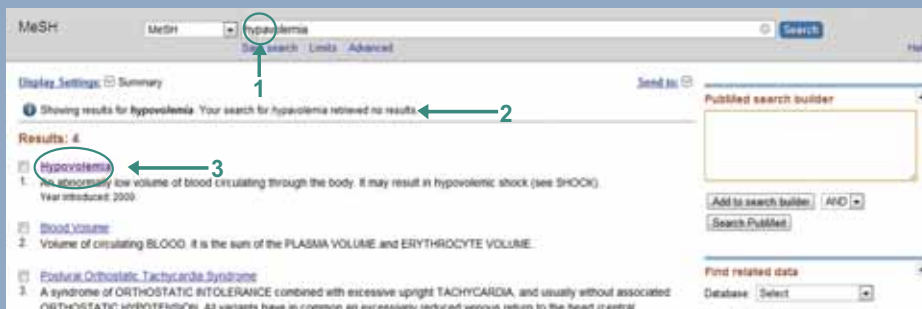 MeSH MeSH hypavolemia Search
Save search Limits Advanced Help
1
Display Settings: Summary Send to:
Showing results for hypovolemia. Your search for hypavolemia retrieved no results. 2
PubMed search builder
Results: 4
Hypovolemia 3
1. An abnormally low volume of blood circulating through the body. It may result in hypovolemic shock (see SHOCK).
Year introduced: 2009
Add to search builder AND
Search PubMed
Blood Volume
2. Volume of circulating BLOOD. It is the sum of the PLASMA VOLUME and ERYTHROCYTE VOLUME.
Postural Orthostatic Tachycardia Syndrome
Find related data
3. A syndrome of ORTHOSTATIC INTOLERANCE combined with excessive upright TACHYCARDIA, and usually without associated
Database: Select
ORTHOSTATIC HYPOTENSION. All variants have in common an excessively reduced venous return to the heart (central